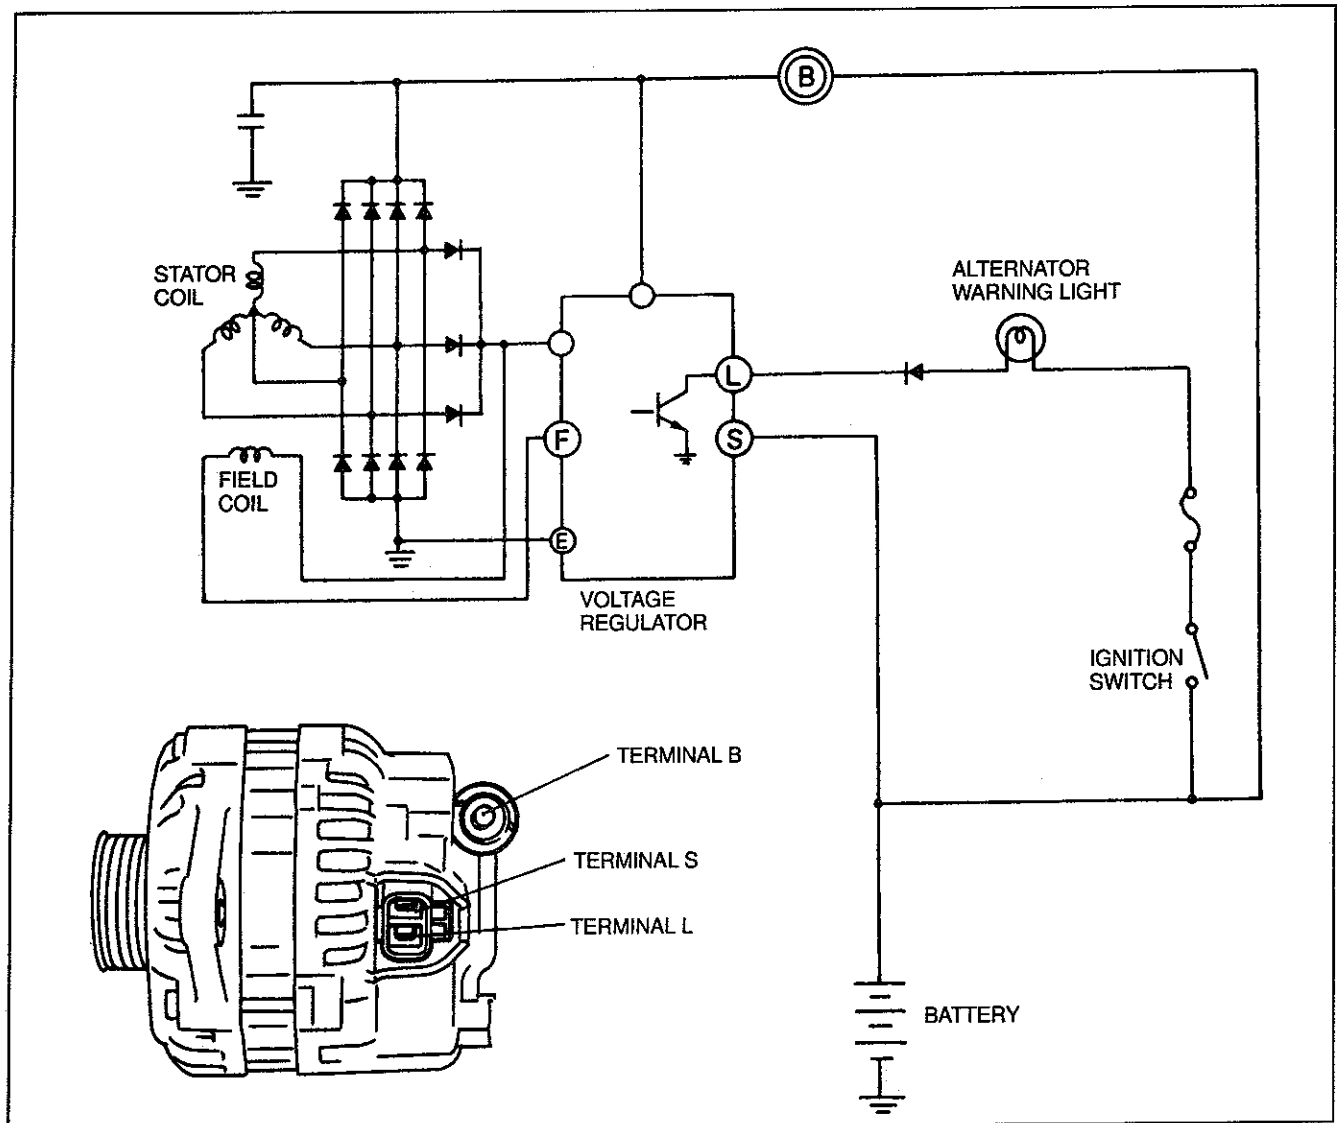 B
STATOR
COIL
ALTERNATOR
WARNING LIGHT
L
F
S
FIELD
COIL
E
VOLTAGE
REGULATOR
IGNITION
SWITCH
TERMINAL B
TERMINAL S
TERMINAL L
BATTERY